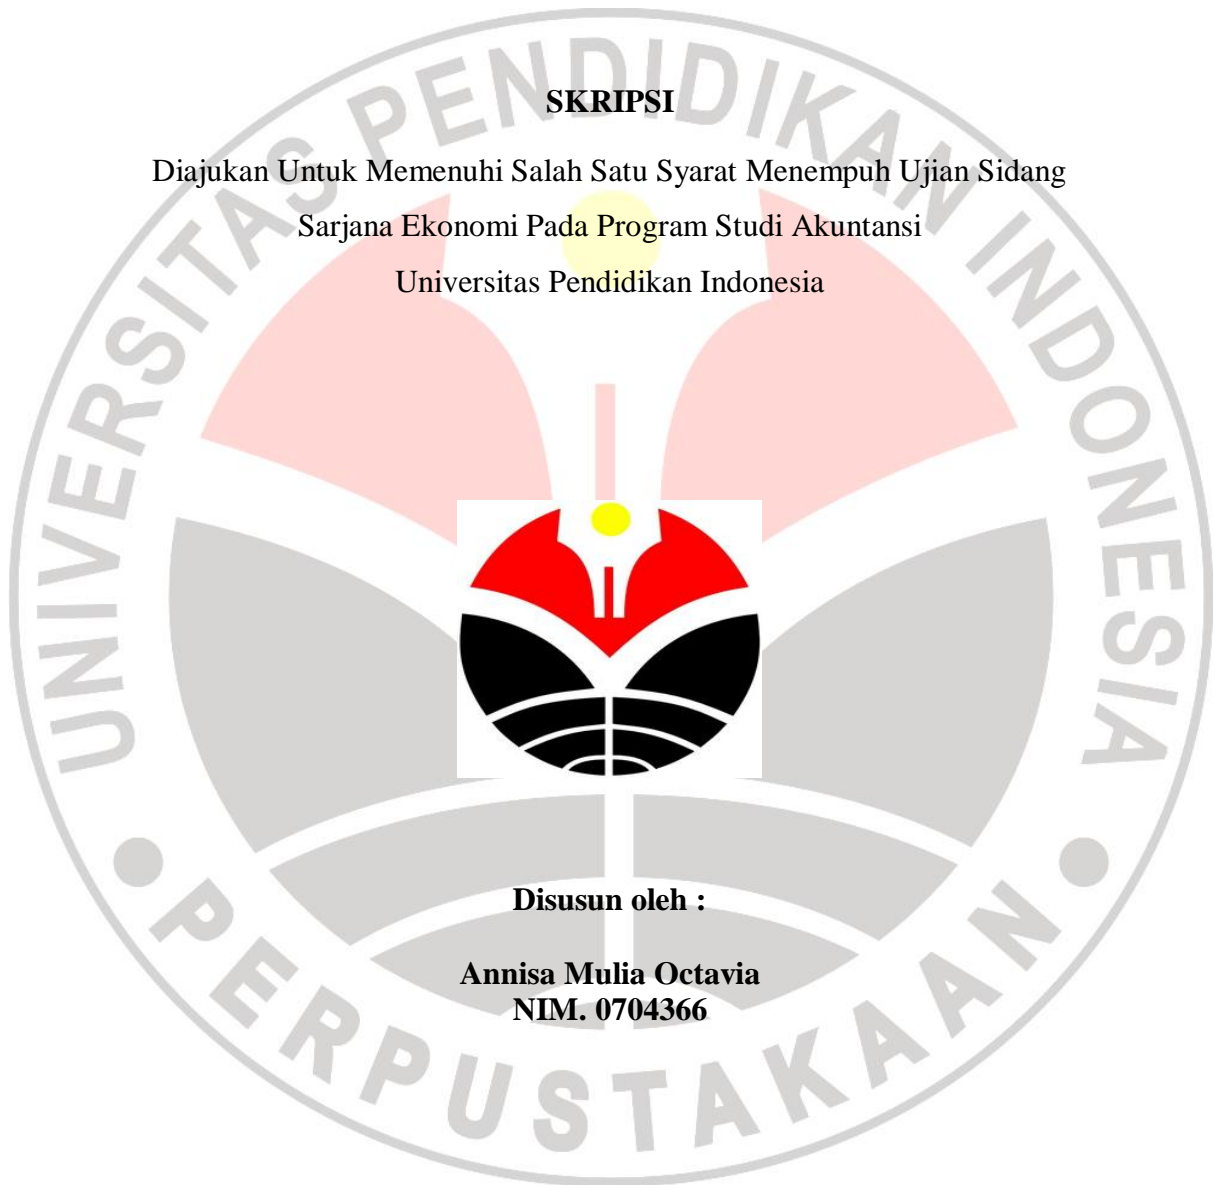 SKRIPSI
Diajukan Untuk Memenuhi Salah Satu Syarat Menempuh Ujian Sidang
Sarjana Ekonomi Pada Program Studi Akuntansi
Universitas Pendidikan Indonesia
Disusun oleh :
Annisa Mulia Octavia
NIM. 0704366
UNIVERSITAS PENDIDIKAN INDONESIA
PERPUSTAKAAN